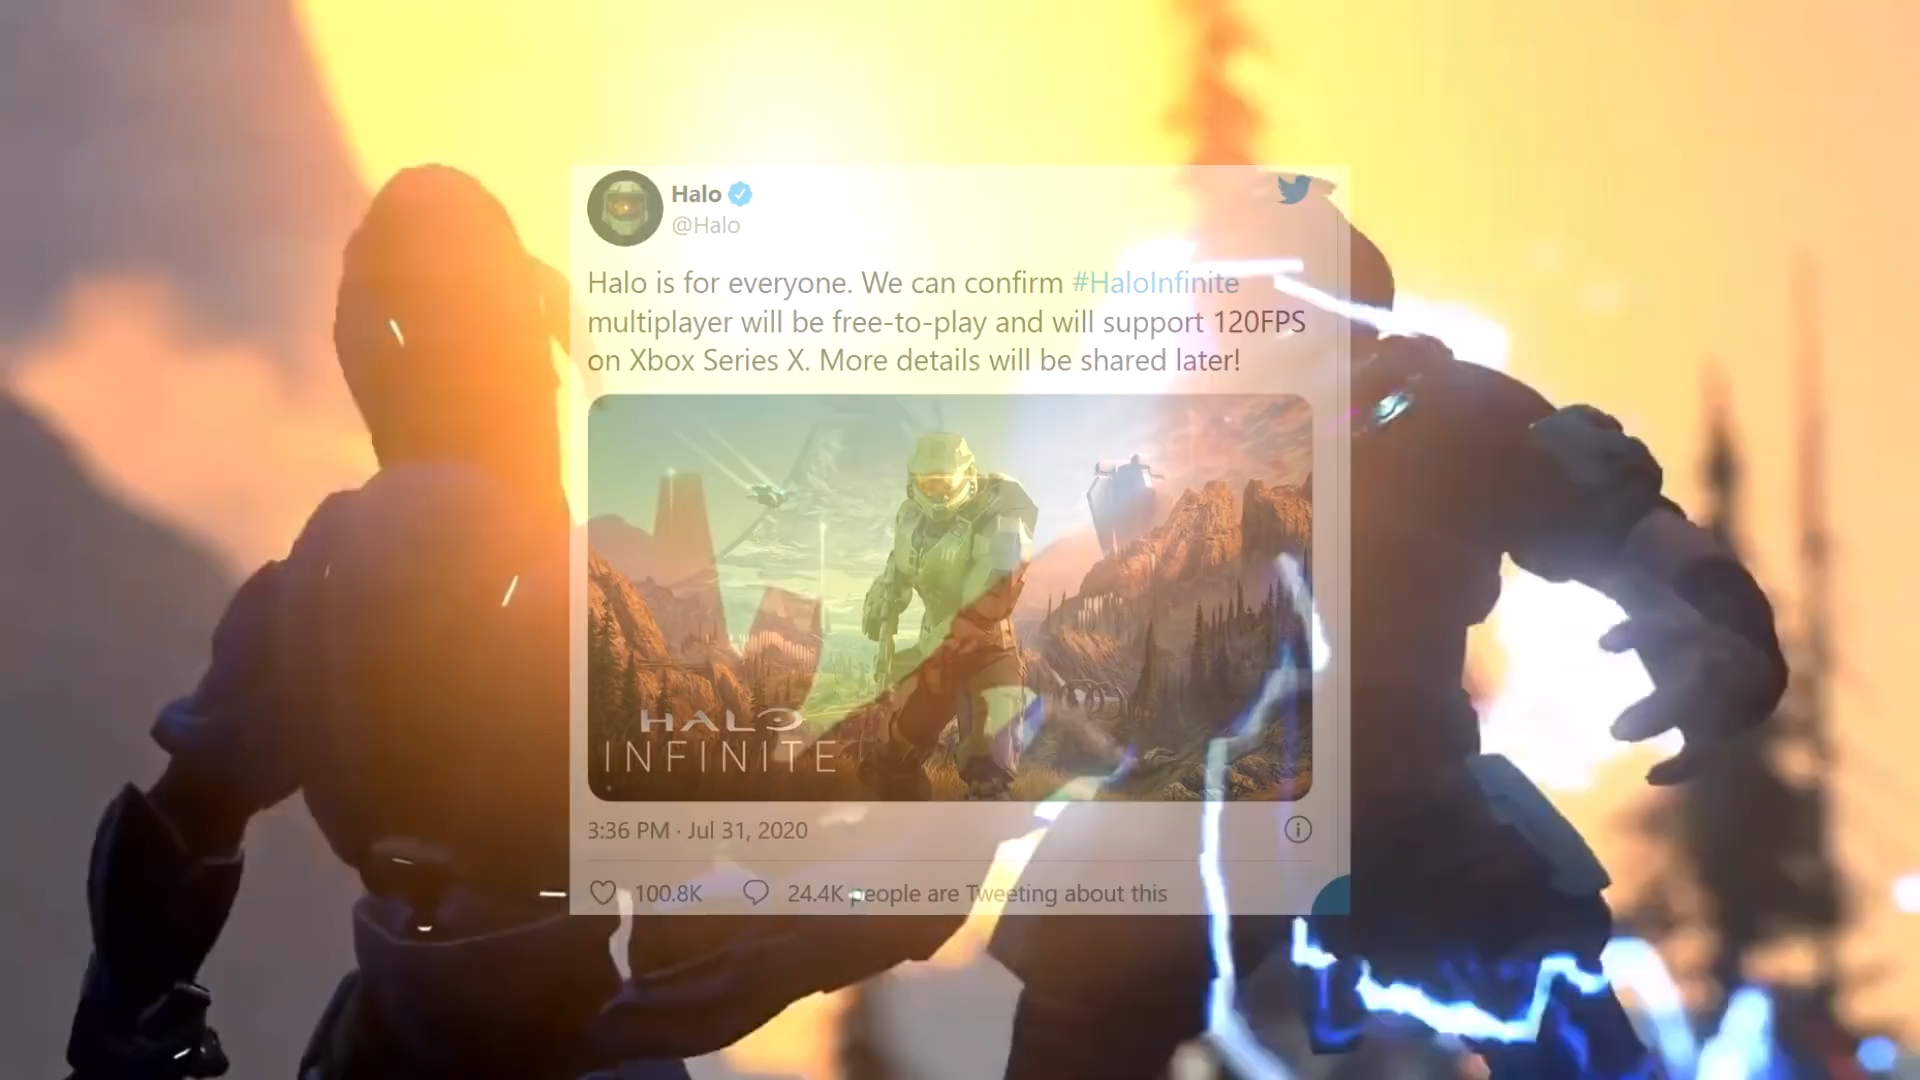 Halo
@Halo
Halo is for everyone. We can confirm #HaloInfinite
multiplayer will be free-to-play and will support 120FPS
on Xbox Series X. More details will be shared later!
HALO
INFINITE
3:36 PM · Jul 31, 2020
100.8K 24.4K people are Tweeting about this